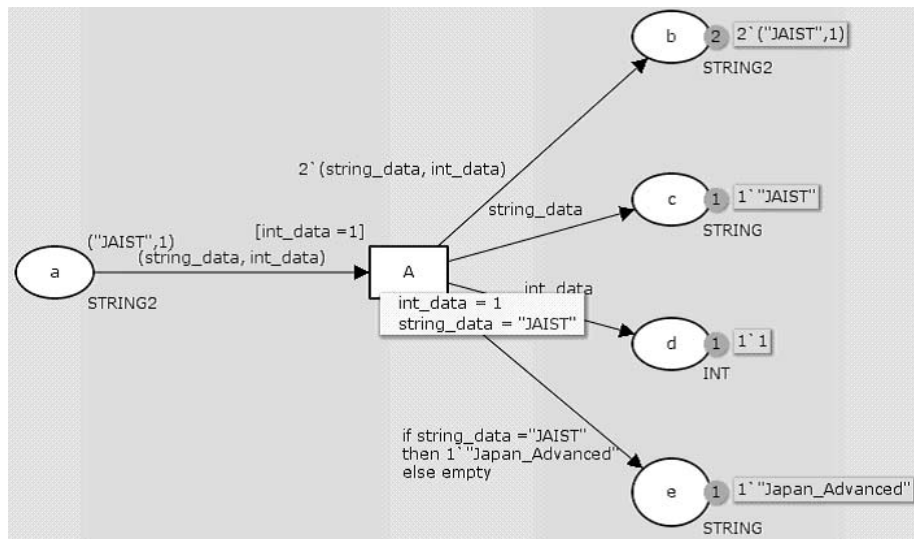 b
2
2`("JAIST",1)
STRING2
2`(string_data, int_data)
c
1
1`"JAIST"
string_data
STRING
[int_data =1]
("JAIST",1)
(string_data, int_data)
a
A
STRING2
int_data
int_data = 1
string_data = "JAIST"
d
1
1`1
INT
if string_data ="JAIST"
then 1`"Japan_Advanced"
else empty
e
1
1`"Japan_Advanced"
STRING